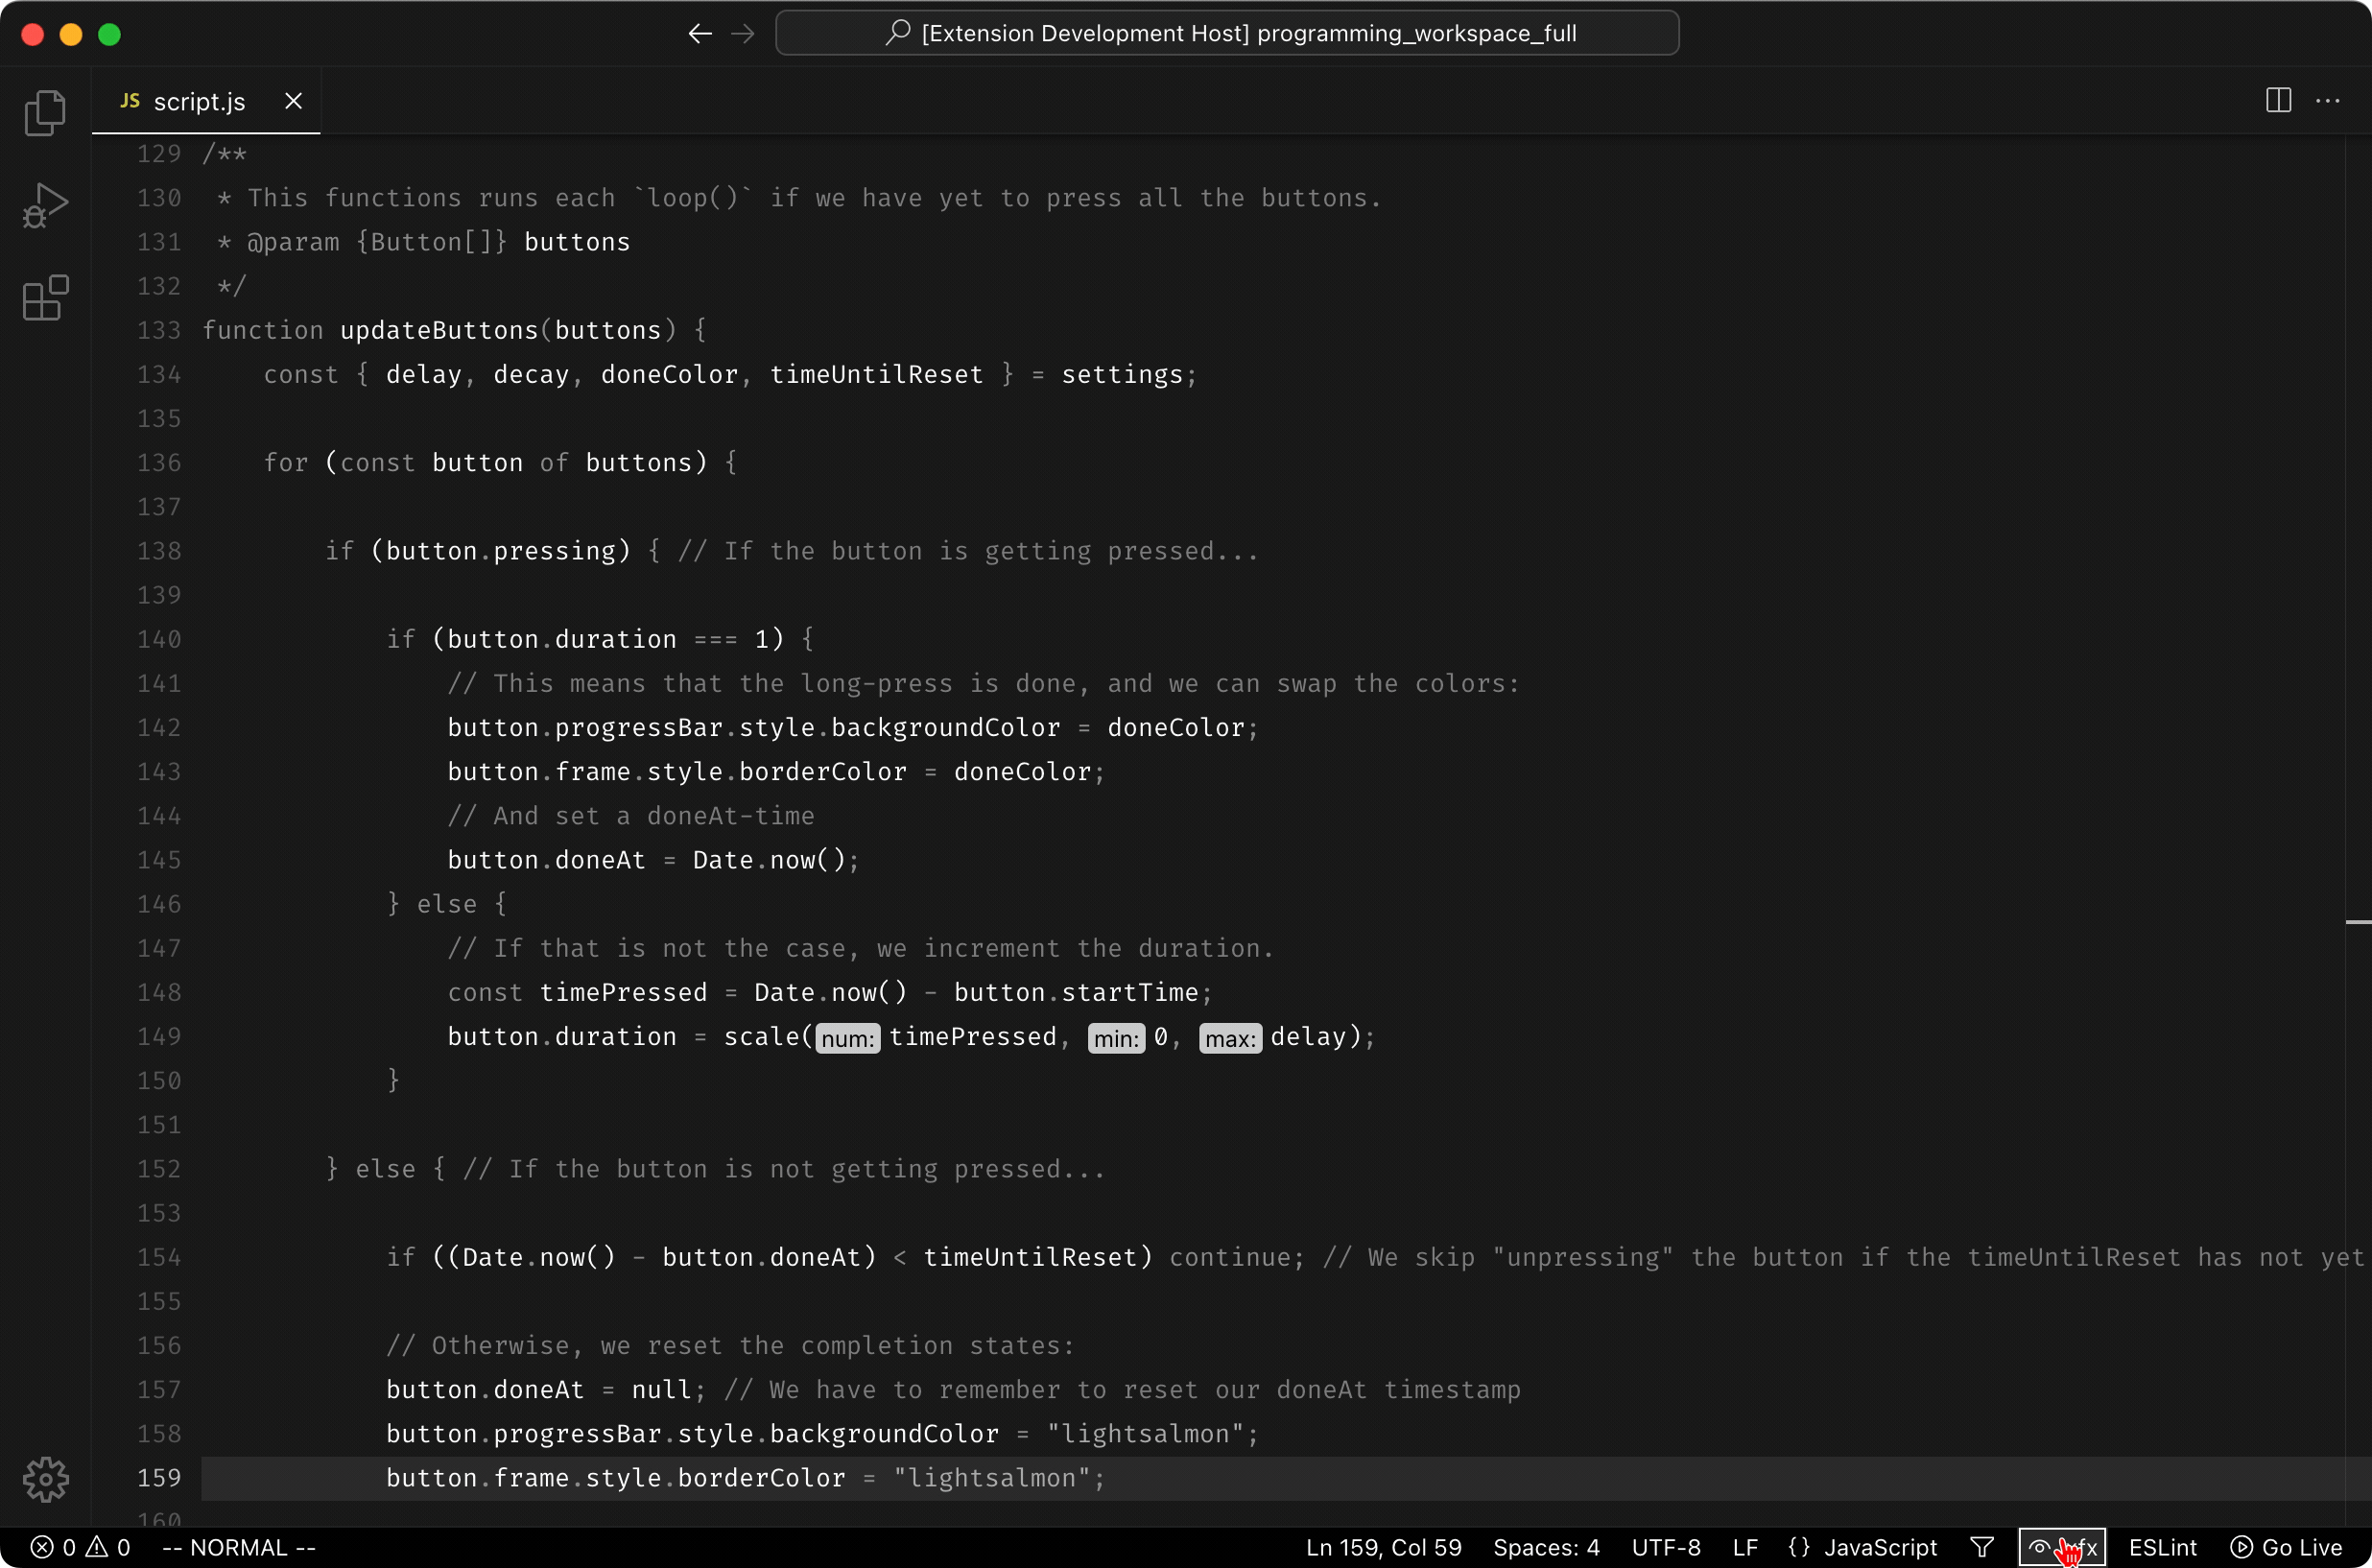 [Extension Development Host] programming_workspace_full
JS script.js
129 /**
130  * This functions runs each `loop()` if we have yet to press all the buttons.
131  * @param {Button[]} buttons
132  */
133 function updateButtons(buttons) {
134     const { delay, decay, doneColor, timeUntilReset } = settings;
135
136     for (const button of buttons) {
137
138         if (button.pressing) { // If the button is getting pressed...
139
140             if (button.duration === 1) {
141                 // This means that the long-press is done, and we can swap the colors:
142                 button.progressBar.style.backgroundColor = doneColor;
143                 button.frame.style.borderColor = doneColor;
144                 // And set a doneAt-time
145                 button.doneAt = Date.now();
146             } else {
147                 // If that is not the case, we increment the duration.
148                 const timePressed = Date.now() - button.startTime;
149                 button.duration = scale(num: timePressed, min: 0, max: delay);
150             }
151
152         } else { // If the button is not getting pressed...
153
154             if ((Date.now() - button.doneAt) < timeUntilReset) continue; // We skip "unpressing" the button if the timeUntilReset has not yet
155
156             // Otherwise, we reset the completion states:
157             button.doneAt = null; // We have to remember to reset our doneAt timestamp
158             button.progressBar.style.backgroundColor = "lightsalmon";
159             button.frame.style.borderColor = "lightsalmon";
160
0 0 -- NORMAL -- Ln 159, Col 59 Spaces: 4 UTF-8 LF {} JavaScript ESLint Go Live